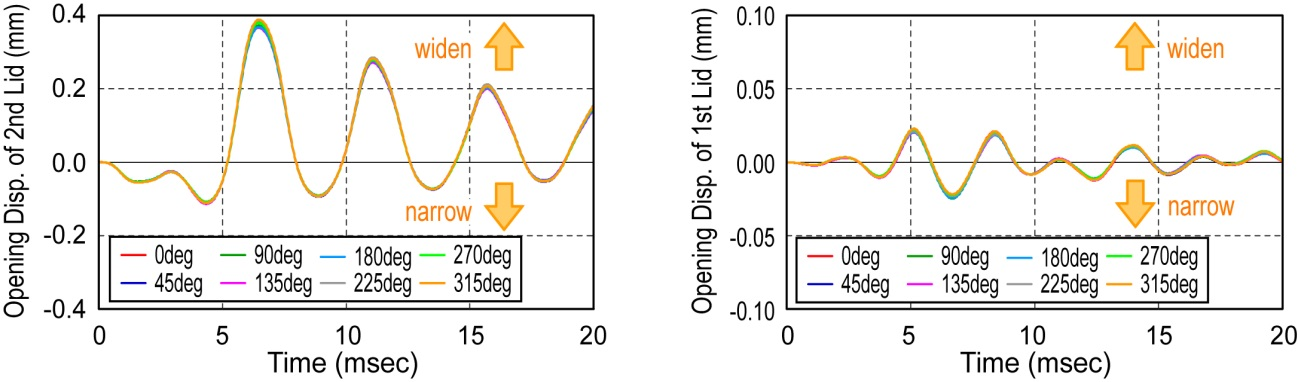 Opening Disp. of 2nd Lid (mm)
0.4
0.2
0.0
-0.2
-0.4
widen
narrow
0deg 90deg 180deg 270deg
45deg 135deg 225deg 315deg
0 5 10 15 20
Time (msec)
Opening Disp. of 1st Lid (mm)
0.10
0.05
0.00
-0.05
-0.10
widen
narrow
0deg 90deg 180deg 270deg
45deg 135deg 225deg 315deg
0 5 10 15 20
Time (msec)